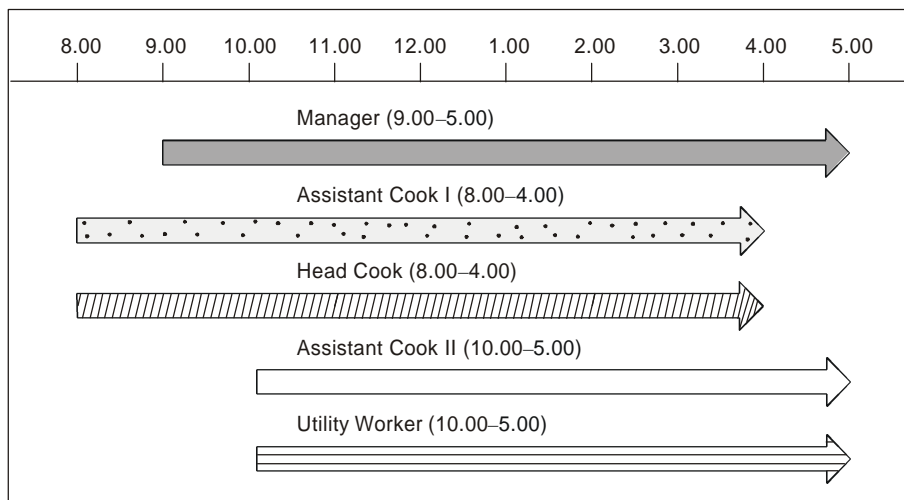 8.00 9.00 10.00 11.00 12.00 1.00 2.00 3.00 4.00 5.00
Manager (9.00–5.00)
Assistant Cook I (8.00–4.00)
Head Cook (8.00–4.00)
Assistant Cook II (10.00–5.00)
Utility Worker (10.00–5.00)